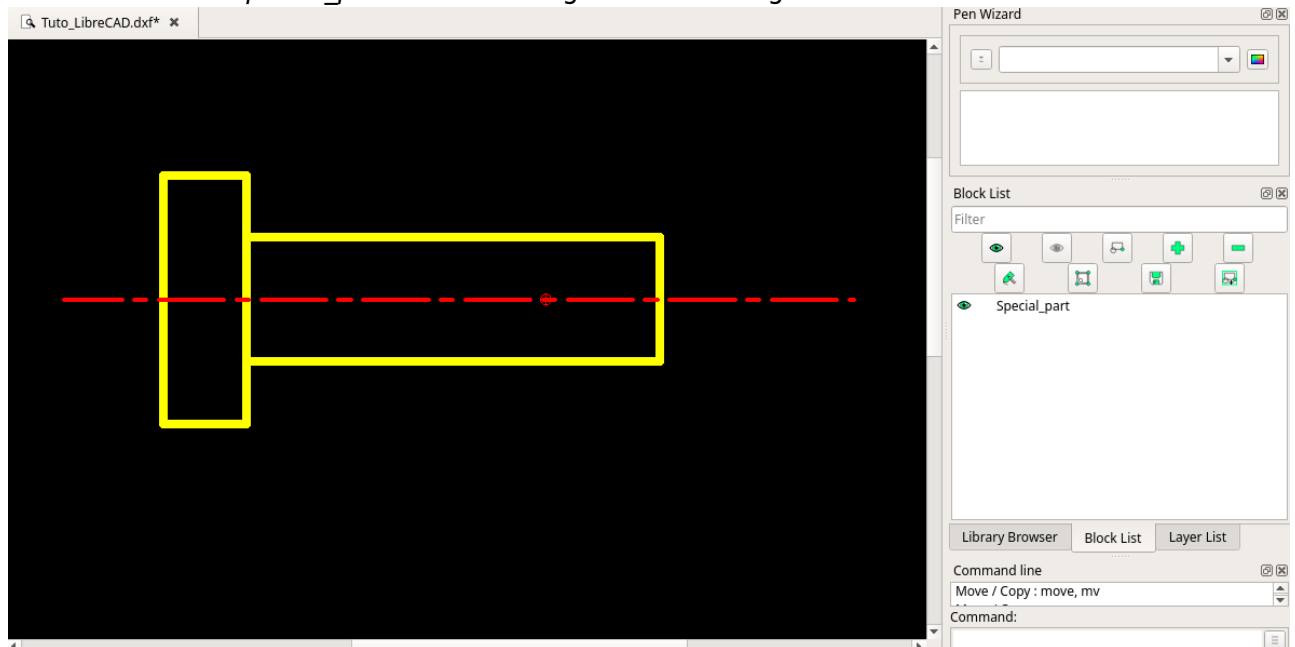 Tuto_LibreCAD.dxf*
Pen Wizard
Block List
Filter
Special_part
Library Browser
Block List
Layer List
Command line
Move / Copy : move, mv
Command: